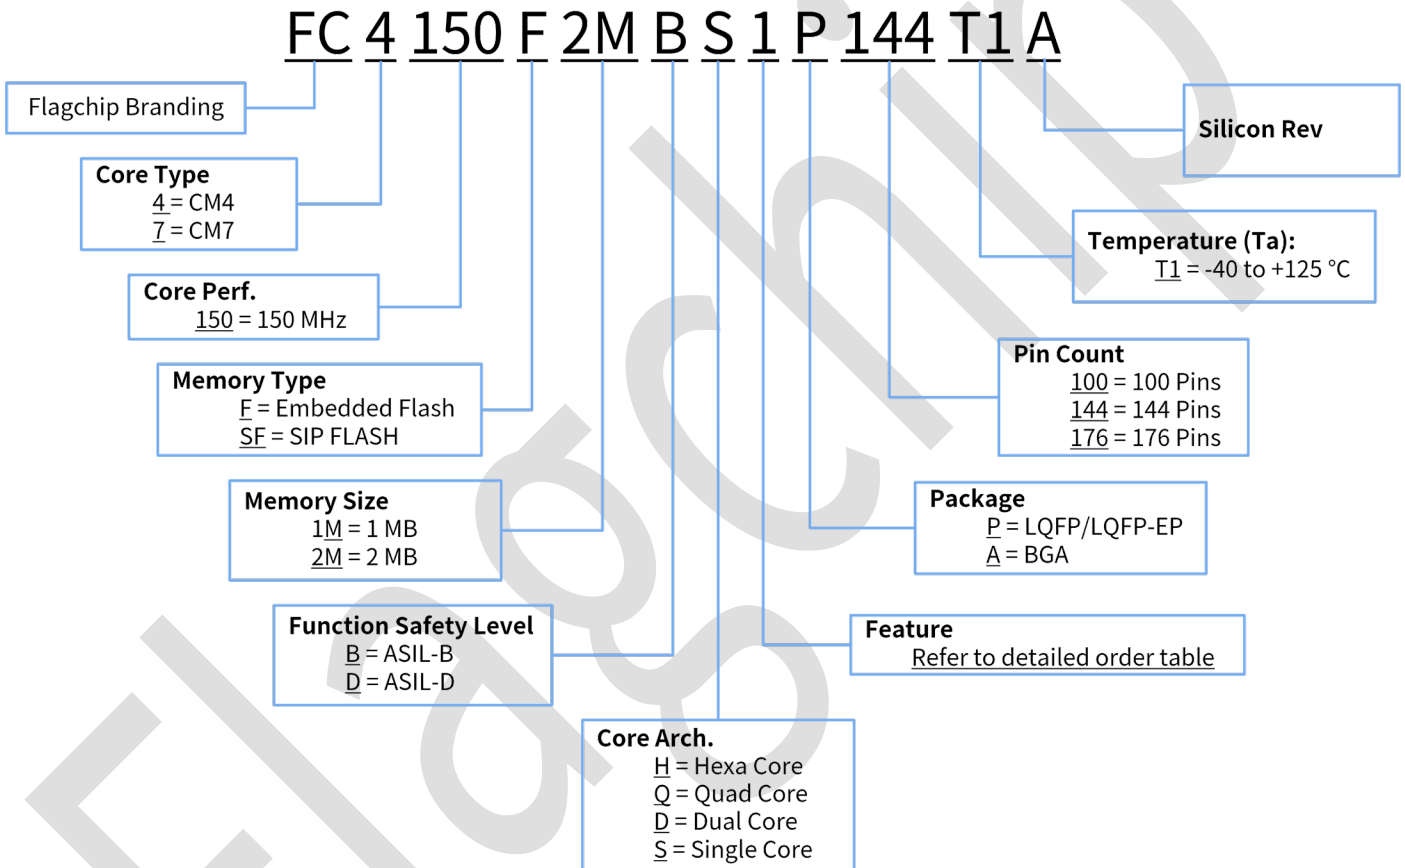 FC 4 150 F 2M B S 1 P 144 T1 A
Flagchip Branding
Silicon Rev
Core Type
4 = CM4
7 = CM7
Temperature (Ta):
T1 = -40 to +125 °C
Core Perf.
150 = 150 MHz
Pin Count
100 = 100 Pins
144 = 144 Pins
176 = 176 Pins
Memory Type
F = Embedded Flash
SF = SIP FLASH
Memory Size
1M = 1 MB
2M = 2 MB
Package
P = LQFP/LQFP-EP
A = BGA
Function Safety Level
B = ASIL-B
D = ASIL-D
Feature
Refer to detailed order table
Core Arch.
H = Hexa Core
Q = Quad Core
D = Dual Core
S = Single Core
Flagchip